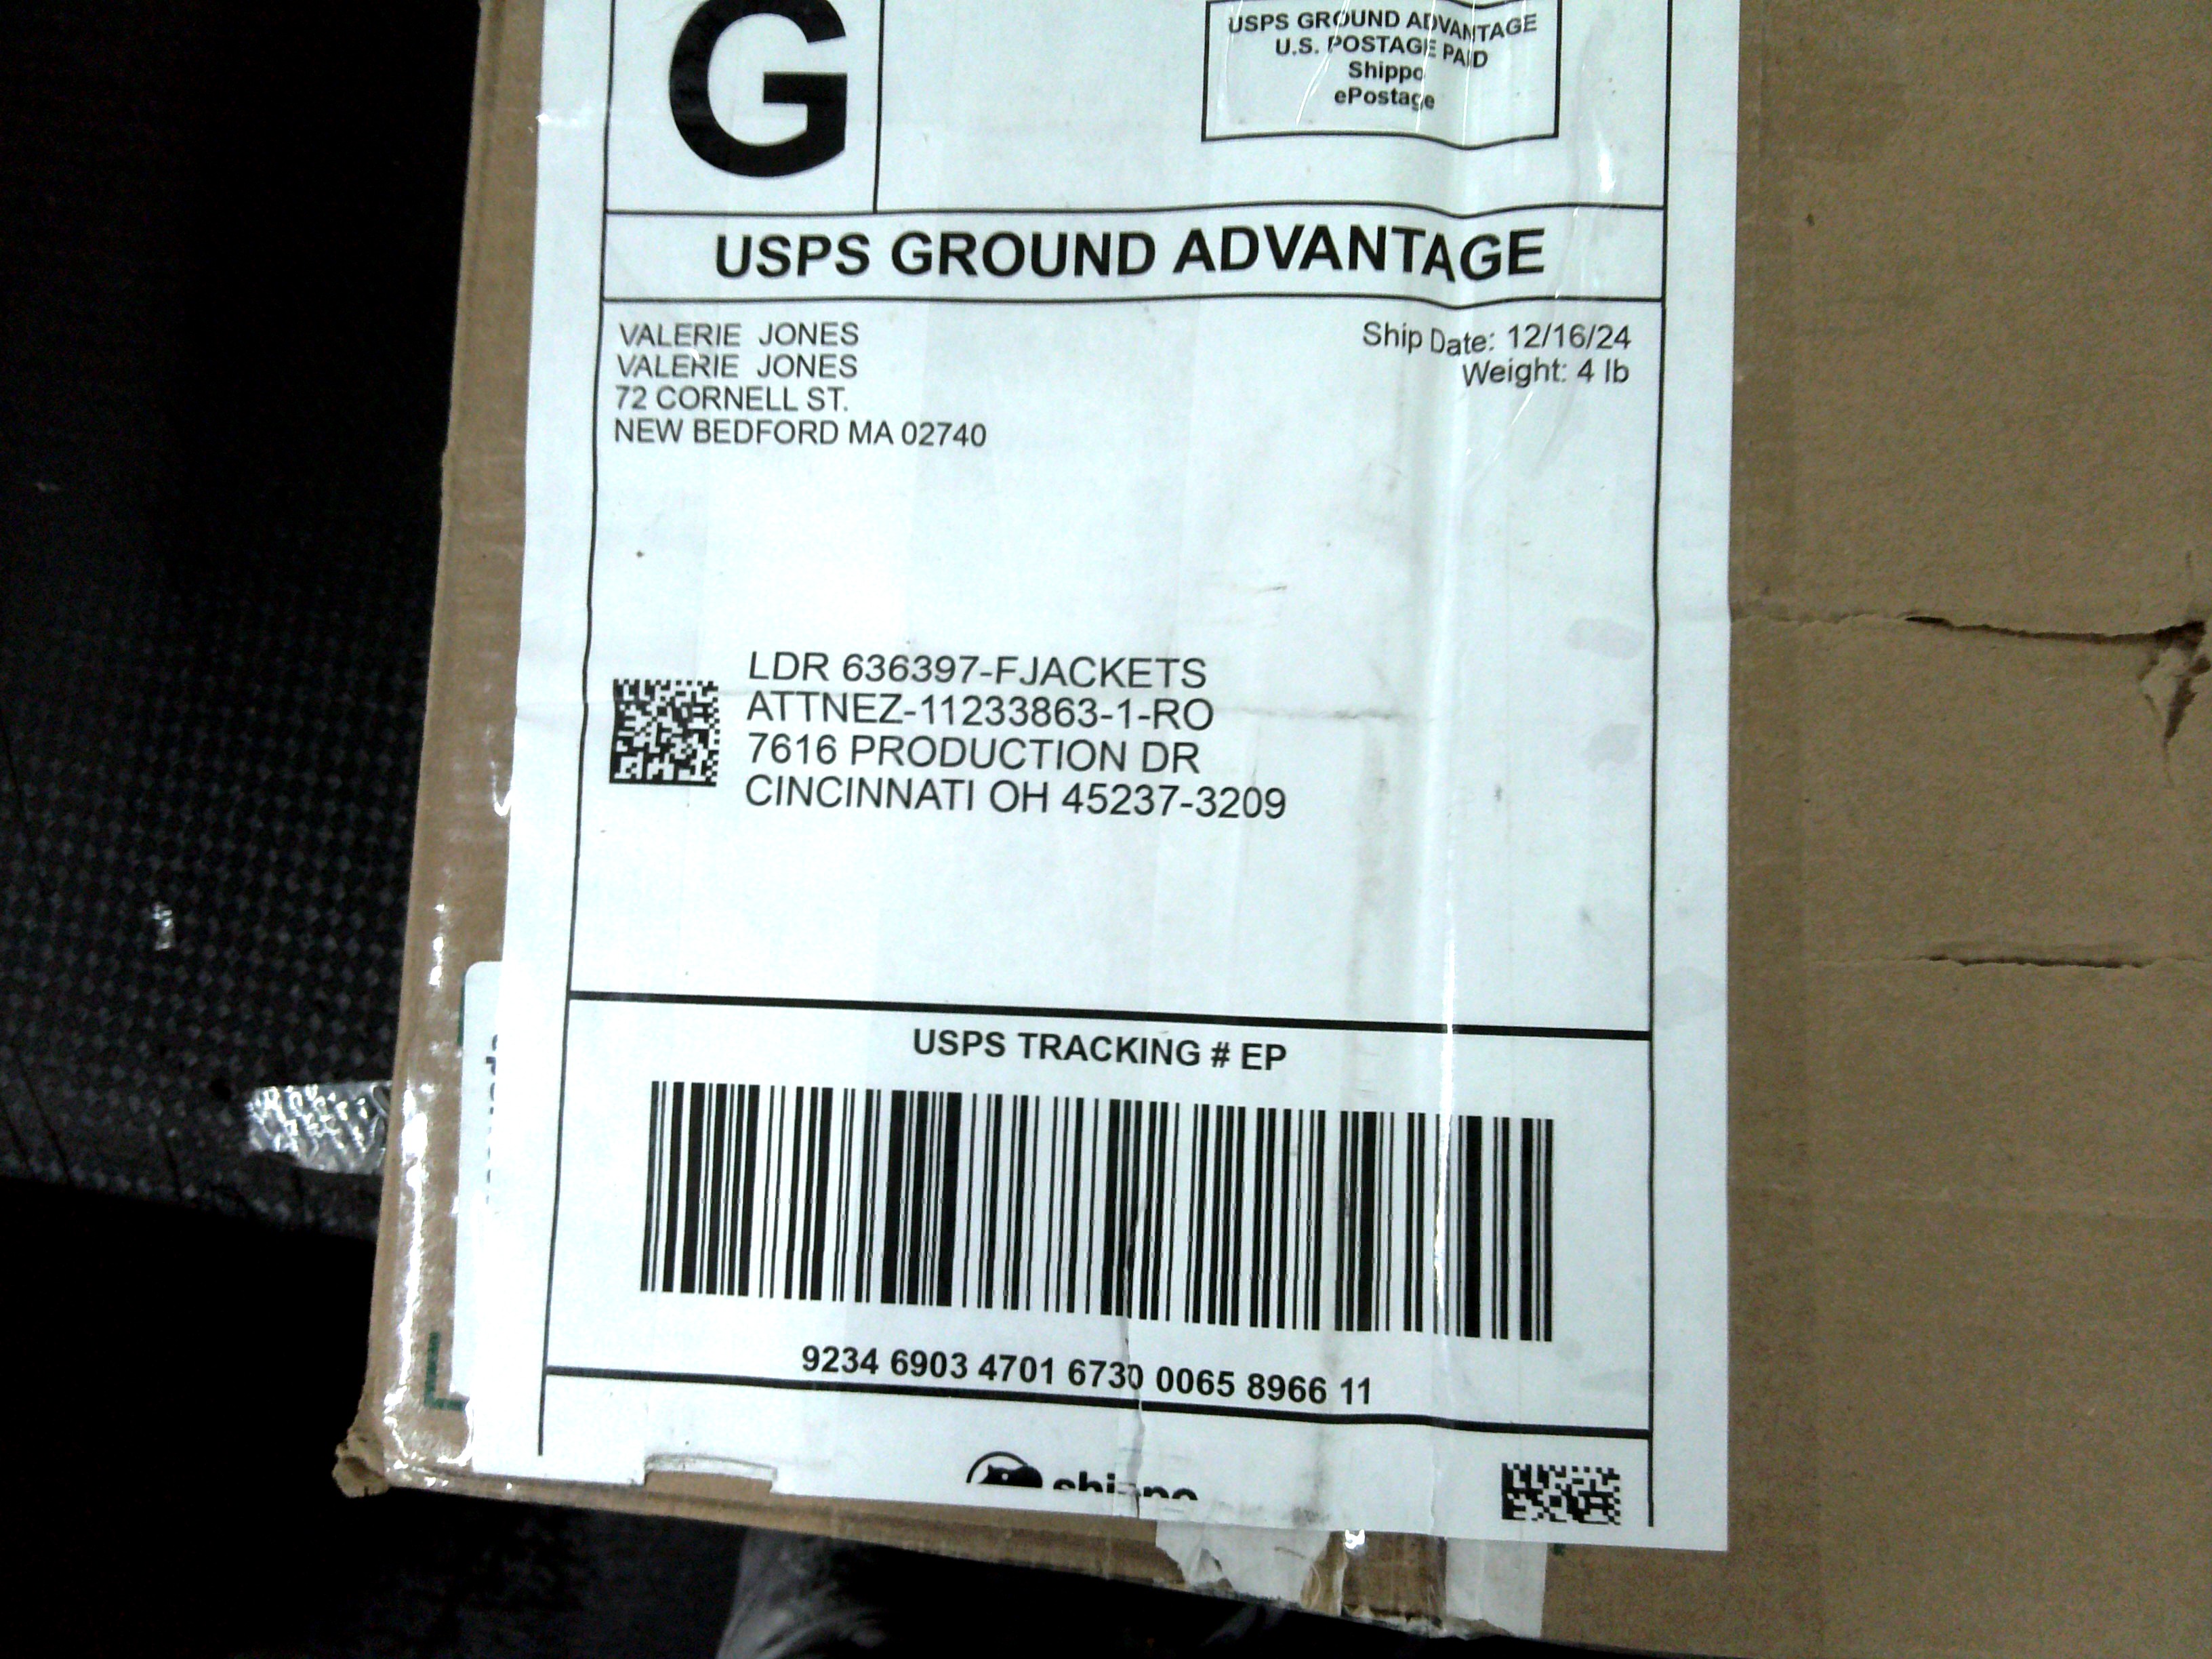 G
USPS GROUND ADVANTAGE
U.S. POSTAGE PAID
Shippo
ePostage
USPS GROUND ADVANTAGE
VALERIE JONES
VALERIE JONES
72 CORNELL ST.
NEW BEDFORD MA 02740
Ship Date: 12/16/24
Weight: 4 lb
LDR 636397-FJACKETS
ATTNEZ-11233863-1-RO
7616 PRODUCTION DR
CINCINNATI OH 45237-3209
USPS TRACKING # EP
9234 6903 4701 6730 0065 8966 11
shippo